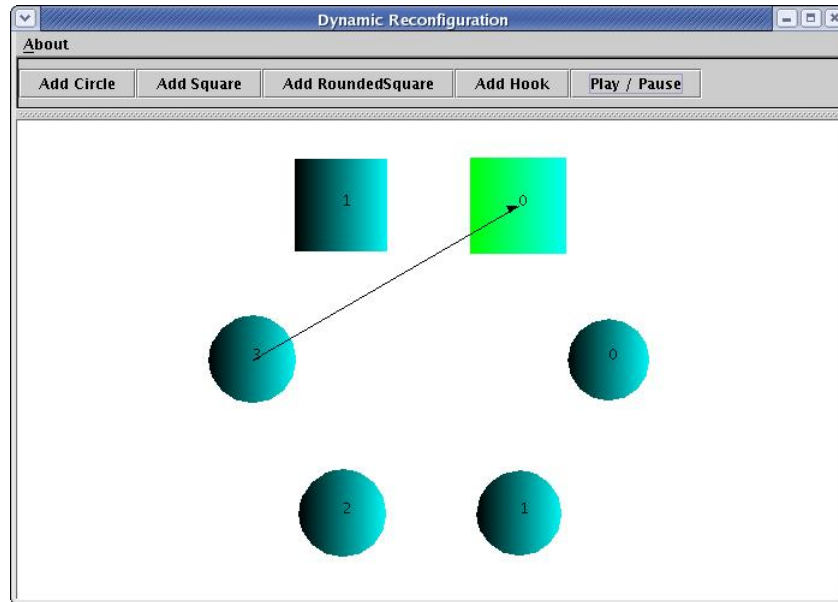 Dynamic Reconfiguration
About
Add Circle Add Square Add RoundedSquare Add Hook Play / Pause
1 0
3 0
2 1